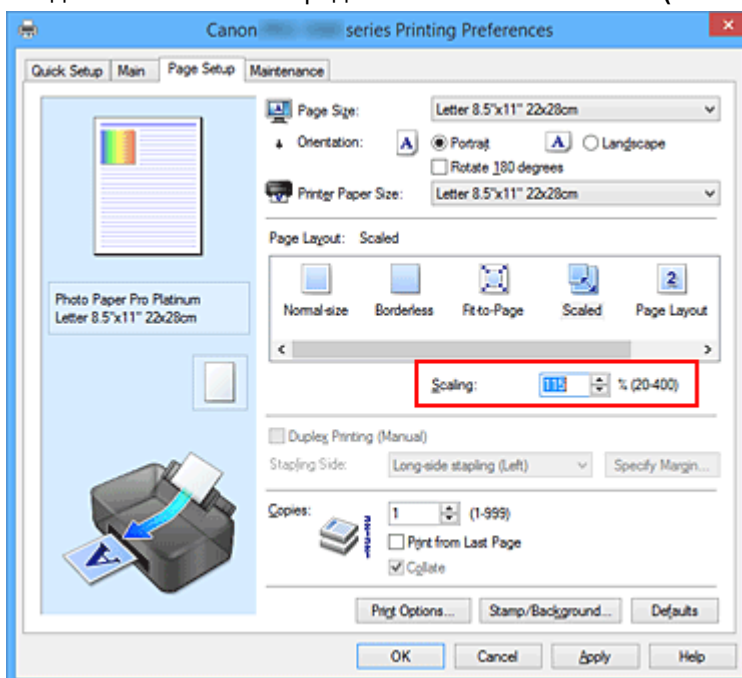 Canon series Printing Preferences
Quick Setup Main Page Setup Maintenance
Page Size: Letter 8.5"x11" 22x28cm
Orientation: A Portrait A Landscape
Rotate 180 degrees
Printer Paper Size: Letter 8.5"x11" 22x28cm
Page Layout: Scaled
Normal-size Borderless Fit-to-Page Scaled 2 Page Layout
Photo Paper Pro Platinum
Letter 8.5"x11" 22x28cm
Scaling: 115 % (20-400)
Duplex Printing (Manual)
Stapling Side: Long-side stapling (Left) Specify Margin...
Copies: 1 (1-999)
Print from Last Page
Collate
Print Options... Stamp/Background... Defaults
OK Cancel Apply Help